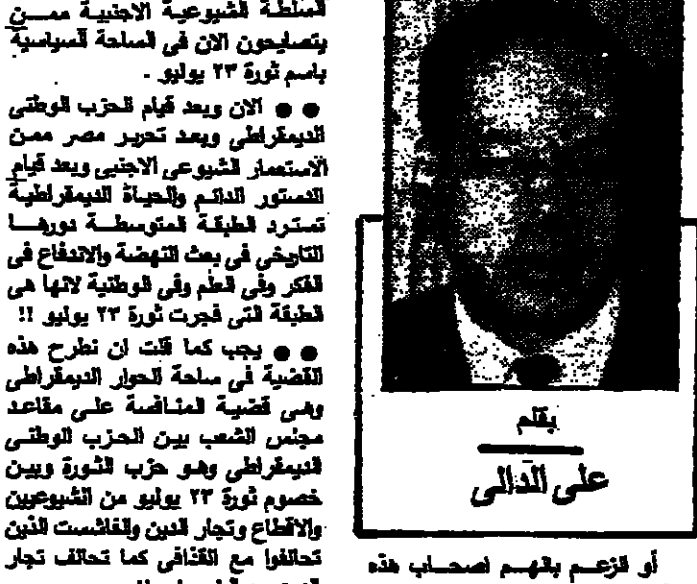 السلطة الشيوعية الاجنبية ممن
يتصايحون الان فى الساحة السياسية
باسم ثورة ٢٣ يوليو .
●● الان وبعد قيام الحزب الوطنى
الديمقراطى وبعد تحرير مصر من
الاستعمار الشيوعى الاجنبى وبعد قيام
الدستور الدائم والحياة الديمقراطية
تسترد الطبقة المتوسطة دورها
التاريخى فى بعث النهضة والاندفاع فى
الفكر وفى العلم وفى الوطنية لانها هى
الطبقة التى فجرت ثورة ٢٣ يوليو !!
●● يجب كما قلت ان نطرح هذه
القضية فى ساحة الحوار الديمقراطى
وهى قضية المنافسة على مقاعد
مجلس الشعب بين الحزب الوطنى
الديمقراطى وهو حزب الثورة وبين
خصوم ثورة ٢٣ يوليو من الشيوعيين
والاقطاع وتجار الدين والفاشست الذين
تحالفوا مع القذافى كما تحالف تجار
بقلم
على الدالى
أو الزعم بانهم اصحاب هذه